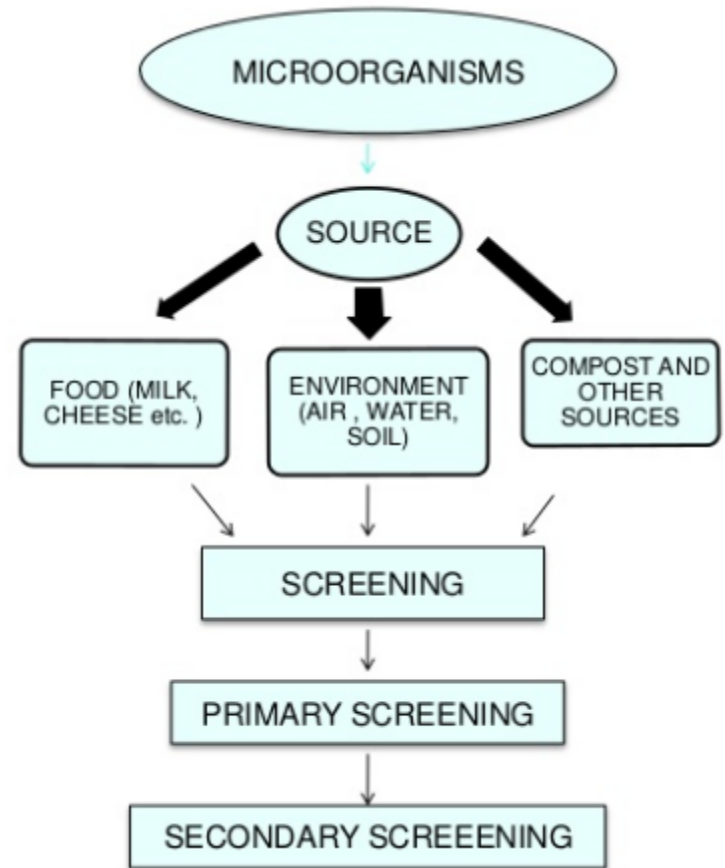 MICROORGANISMS
SOURCE
FOOD (MILK,
CHEESE etc. )
ENVIRONMENT
(AIR , WATER,
SOIL)
COMPOST AND
OTHER
SOURCES
SCREENING
PRIMARY SCREENING
SECONDARY SCREEENING